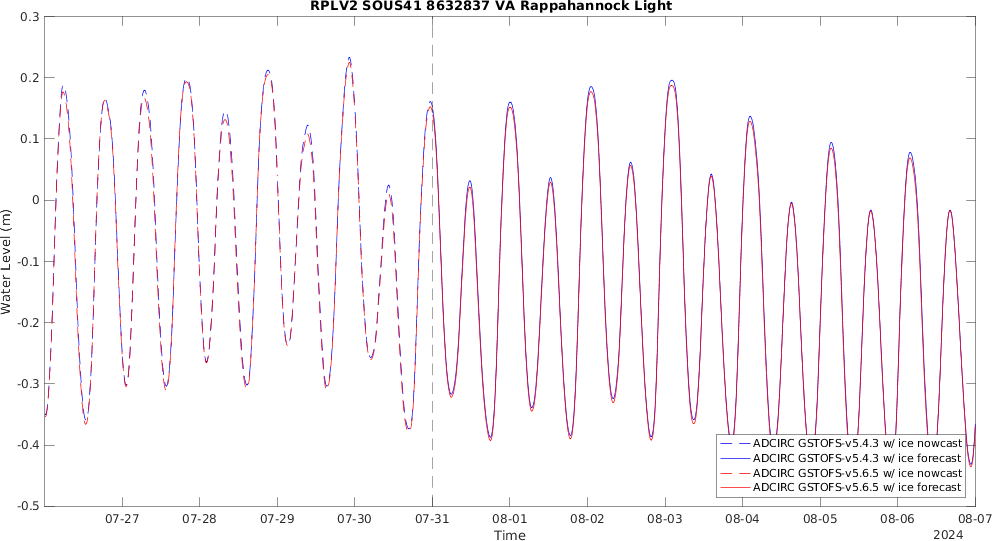 RPLV2 SOUS41 8632837 VA Rappahannock Light
0.3
0.2
0.1
0
-0.1
-0.2
-0.3
-0.4
-0.5
Water Level (m)
ADCIRC GSTOFS-v5.4.3 w/ ice nowcast
ADCIRC GSTOFS-v5.4.3 w/ ice forecast
ADCIRC GSTOFS-v5.6.5 w/ ice nowcast
ADCIRC GSTOFS-v5.6.5 w/ ice forecast
07-27 07-28 07-29 07-30 07-31 08-01 08-02 08-03 08-04 08-05 08-06 08-07
Time
2024